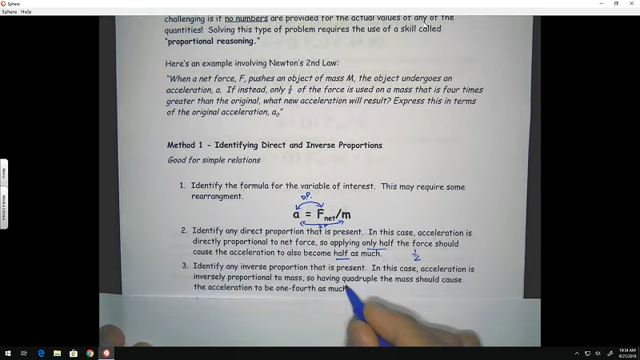 Sphere
Sphere Help
challenging is if no numbers are provided for the actual values of any of the
quantities! Solving this type of problem requires the use of a skill called
"proportional reasoning."
Here's an example involving Newton's 2nd Law:
"When a net force, F, pushes an object of mass M, the object undergoes an
acceleration, a. If instead, only ½ of the force is used on a mass that is four times
greater than the original, what new acceleration will result? Express this in terms
of the original acceleration, a₀"
Method 1 - Identifying Direct and Inverse Proportions
Good for simple relations
1. Identify the formula for the variable of interest. This may require some
rearrangment.
D.P.
a = Fnet/m
2. Identify any direct proportion that is present. In this case, acceleration is
directly proportional to net force, so applying only half the force should
cause the acceleration to also become half as much.
½
3. Identify any inverse proportion that is present. In this case, acceleration is
inversely proportional to mass, so having quadruple the mass should cause
the acceleration to be one-fourth as much
10:34 AM